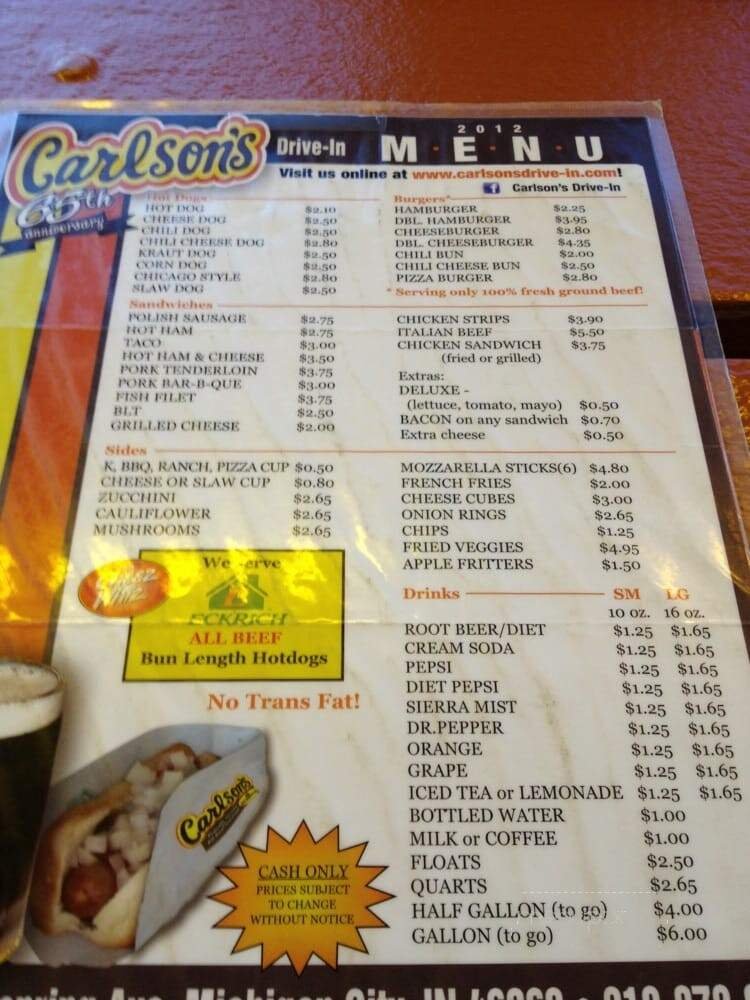 Carlson's Drive-In
65th anniversary
2012
M·E·N·U
Visit us online at www.carlsonsdrive-in.com!
f Carlson's Drive-In
Hot Dogs
HOT DOG $2.10
CHEESE DOG $2.50
CHILI DOG $2.50
CHILI CHEESE DOG $2.80
KRAUT DOG $2.50
CORN DOG $2.50
CHICAGO STYLE $2.80
SLAW DOG $2.50
Burgers*
HAMBURGER $2.25
DBL. HAMBURGER $3.95
CHEESEBURGER $2.80
DBL. CHEESEBURGER $4.35
CHILI BUN $2.00
CHILI CHEESE BUN $2.50
PIZZA BURGER $2.80
* Serving only 100% fresh ground beef!
Sandwiches
POLISH SAUSAGE $2.75
HOT HAM $2.75
TACO $3.00
HOT HAM & CHEESE $3.50
PORK TENDERLOIN $3.75
PORK BAR-B-QUE $3.00
FISH FILET $3.75
BLT $2.50
GRILLED CHEESE $2.00
CHICKEN STRIPS $3.90
ITALIAN BEEF $5.50
CHICKEN SANDWICH $3.75
(fried or grilled)
Extras:
DELUXE -
(lettuce, tomato, mayo) $0.50
BACON on any sandwich $0.70
Extra cheese $0.50
Sides
K, BBQ, RANCH, PIZZA CUP $0.50
CHEESE OR SLAW CUP $0.80
ZUCCHINI $2.65
CAULIFLOWER $2.65
MUSHROOMS $2.65
MOZZARELLA STICKS(6) $4.80
FRENCH FRIES $2.00
CHEESE CUBES $3.00
ONION RINGS $2.65
CHIPS $1.25
FRIED VEGGIES $4.95
APPLE FRITTERS $1.50
We serve
ECKRICH
ALL BEEF
Bun Length Hotdogs
No Trans Fat!
Drinks SM LG
10 oz. 16 oz.
ROOT BEER/DIET $1.25 $1.65
CREAM SODA $1.25 $1.65
PEPSI $1.25 $1.65
DIET PEPSI $1.25 $1.65
SIERRA MIST $1.25 $1.65
DR.PEPPER $1.25 $1.65
ORANGE $1.25 $1.65
GRAPE $1.25 $1.65
ICED TEA or LEMONADE $1.25 $1.65
BOTTLED WATER $1.00
MILK or COFFEE $1.00
FLOATS $2.50
QUARTS $2.65
HALF GALLON (to go) $4.00
GALLON (to go) $6.00
Carlson's
CASH ONLY
PRICES SUBJECT
TO CHANGE
WITHOUT NOTICE
Michigan City, IN